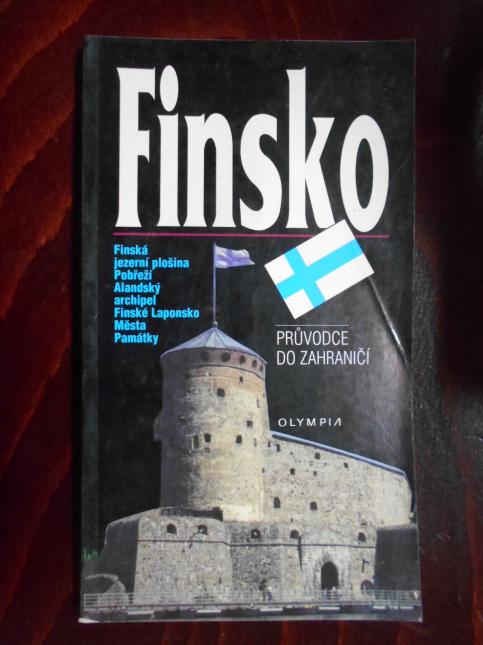 Finsko
Finská
jezerní plošina
Pobřeží
Alandský
archipel
Finské Laponsko
Města
Památky
PRŮVODCE
DO ZAHRANIČÍ
OLYMPIA